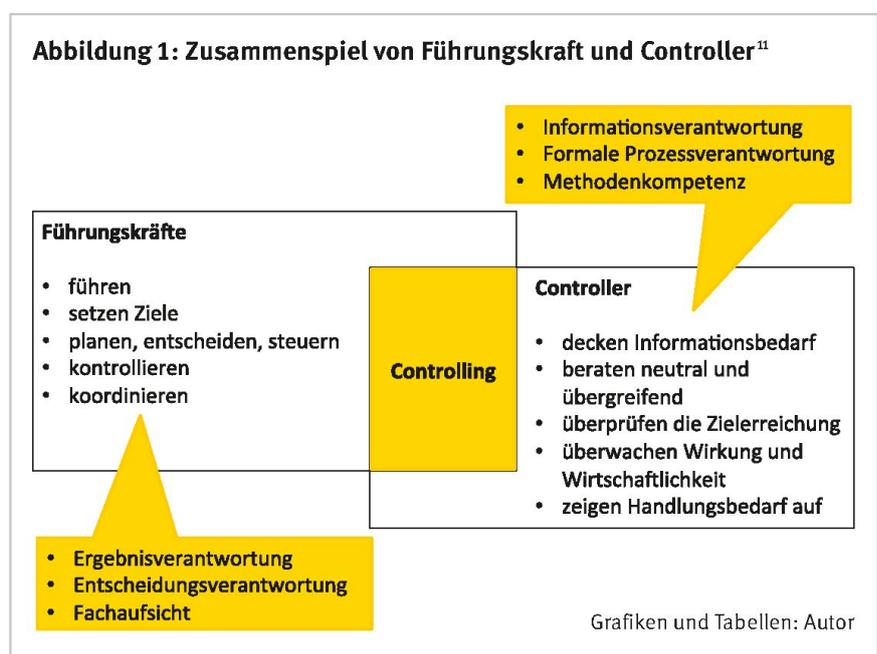 Abbildung 1: Zusammenspiel von Führungskraft und Controller¹¹
• Informationsverantwortung
• Formale Prozessverantwortung
• Methodenkompetenz
Führungskräfte
• führen
• setzen Ziele
• planen, entscheiden, steuern
• kontrollieren
• koordinieren
Controlling
Controller
• decken Informationsbedarf
• beraten neutral und
übergreifend
• überprüfen die Zielerreichung
• überwachen Wirkung und
Wirtschaftlichkeit
• zeigen Handlungsbedarf auf
• Ergebnisverantwortung
• Entscheidungsverantwortung
• Fachaufsicht
Grafiken und Tabellen: Autor